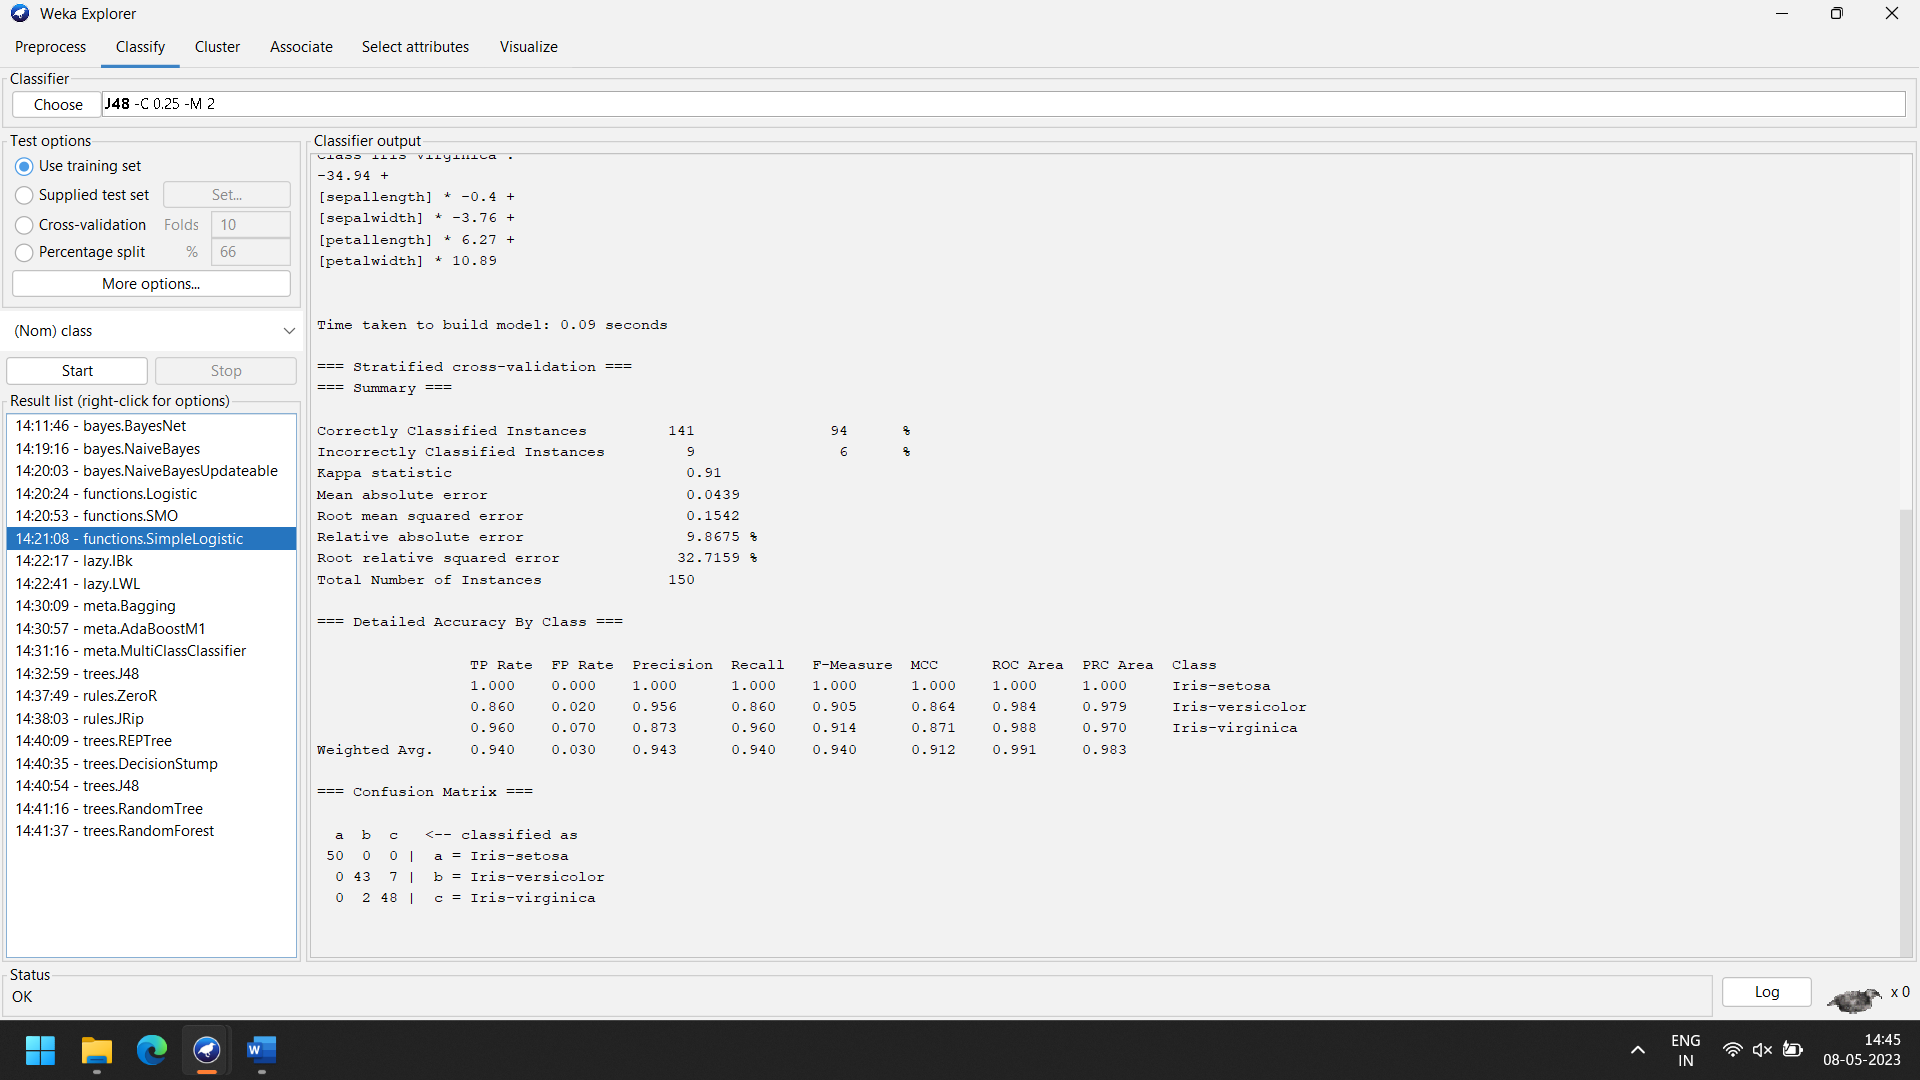 Weka Explorer
Preprocess Classify Cluster Associate Select attributes Visualize
Classifier
Choose J48 -C 0.25 -M 2
Test options
Use training set
Supplied test set Set...
Cross-validation Folds 10
Percentage split % 66
More options...
(Nom) class
Start Stop
Result list (right-click for options)
14:11:46 - bayes.BayesNet
14:19:16 - bayes.NaiveBayes
14:20:03 - bayes.NaiveBayesUpdateable
14:20:24 - functions.Logistic
14:20:53 - functions.SMO
14:21:08 - functions.SimpleLogistic
14:22:17 - lazy.IBk
14:22:41 - lazy.LWL
14:30:09 - meta.Bagging
14:30:57 - meta.AdaBoostM1
14:31:16 - meta.MultiClassClassifier
14:32:59 - trees.J48
14:37:49 - rules.ZeroR
14:38:03 - rules.JRip
14:40:09 - trees.REPTree
14:40:35 - trees.DecisionStump
14:40:54 - trees.J48
14:41:16 - trees.RandomTree
14:41:37 - trees.RandomForest
Classifier output
Class Iris-virginica :
-34.94 +
[sepallength] * -0.4 +
[sepalwidth] * -3.76 +
[petallength] * 6.27 +
[petalwidth] * 10.89
Time taken to build model: 0.09 seconds
=== Stratified cross-validation ===
=== Summary ===
Correctly Classified Instances 141 94 %
Incorrectly Classified Instances 9 6 %
Kappa statistic 0.91
Mean absolute error 0.0439
Root mean squared error 0.1542
Relative absolute error 9.8675 %
Root relative squared error 32.7159 %
Total Number of Instances 150
=== Detailed Accuracy By Class ===
TP Rate FP Rate Precision Recall F-Measure MCC ROC Area PRC Area Class
1.000 0.000 1.000 1.000 1.000 1.000 1.000 1.000 Iris-setosa
0.860 0.020 0.956 0.860 0.905 0.864 0.984 0.979 Iris-versicolor
0.960 0.070 0.873 0.960 0.914 0.871 0.988 0.970 Iris-virginica
Weighted Avg. 0.940 0.030 0.943 0.940 0.940 0.912 0.991 0.983
=== Confusion Matrix ===
a b c <-- classified as
50 0 0 | a = Iris-setosa
0 43 7 | b = Iris-versicolor
0 2 48 | c = Iris-virginica
Status
OK
Log x 0
W
ENG
IN
14:45
08-05-2023